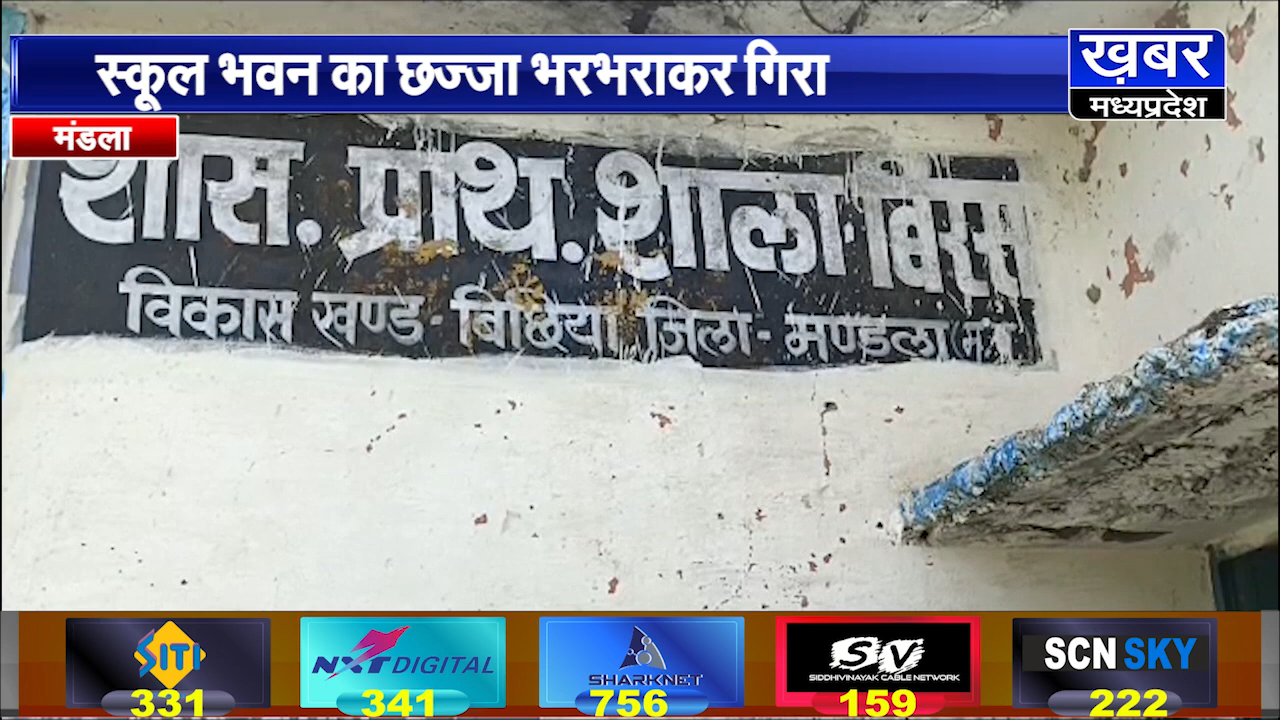 स्कूल भवन का छज्जा भरभराकर गिरा
ख़बर
मध्यप्रदेश
मंडला
शास. प्राथ. शाला-
विकास खण्ड - बिछिया जिला - मण्डला
SITI
331
NXT DIGITAL
341
SHARKNET
756
SV
SIDDHIVINAYAK CABLE NETWORK
159
SCN SKY
222